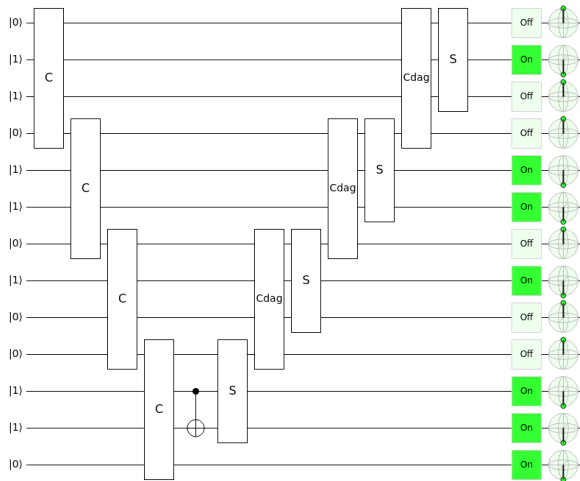 |0⟩ Off
|1⟩ S On
C Cdag
|1⟩ Off
|0⟩ Off
|1⟩ S On
C Cdag
|1⟩ On
|0⟩ Off
|1⟩ S On
C Cdag
|0⟩ Off
|0⟩ Off
|1⟩ S On
C
|1⟩ On
|0⟩ On